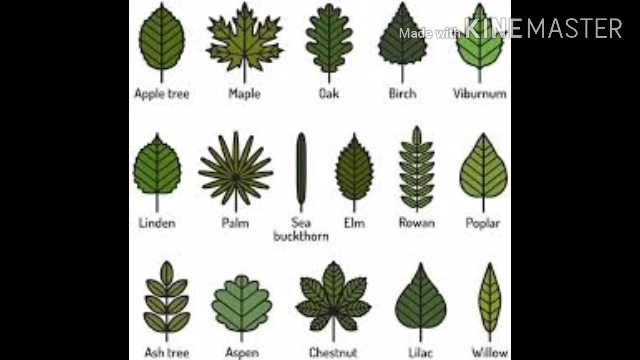 Made with KINEMASTER
Apple tree
Maple
Oak
Birch
Viburnum
Linden
Palm
Sea
buckthorn
Elm
Rowan
Poplar
Ash tree
Aspen
Chestnut
Lilac
Willow